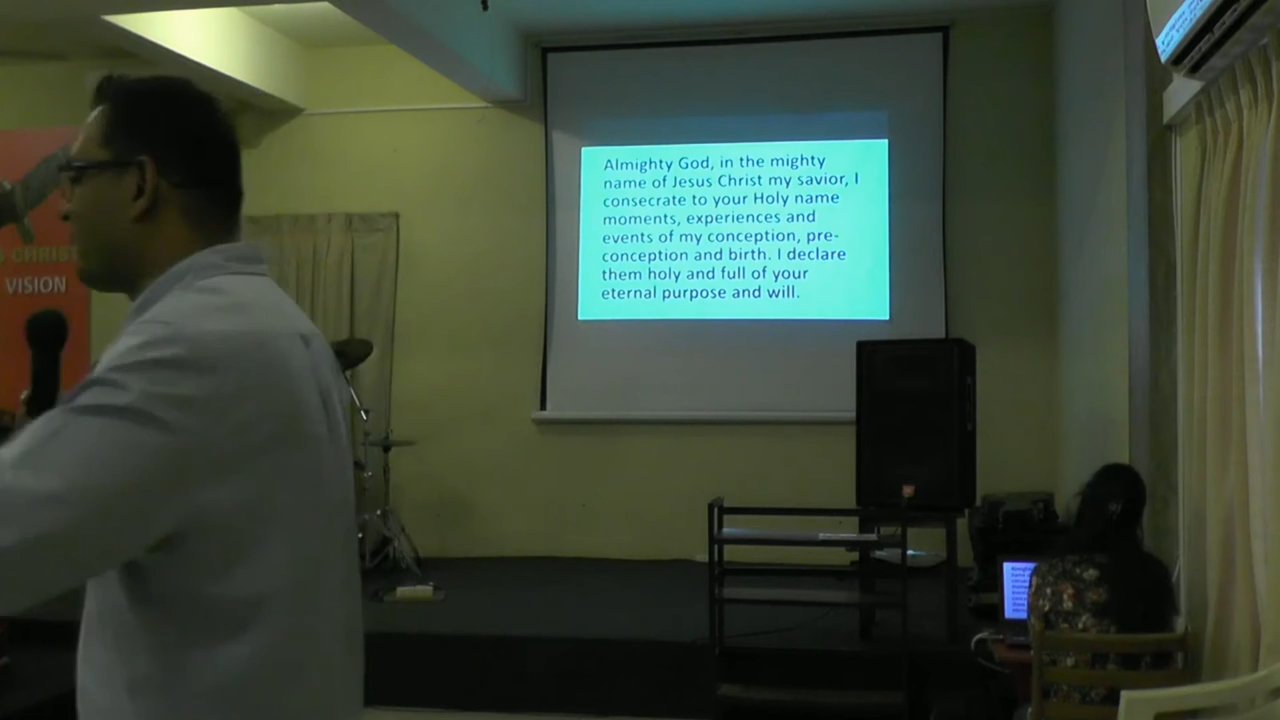 CHRIST
VISION
Almighty God, in the mighty
name of Jesus Christ my savior, I
consecrate to your Holy name
moments, experiences and
events of my conception, pre-
conception and birth. I declare
them holy and full of your
eternal purpose and will.